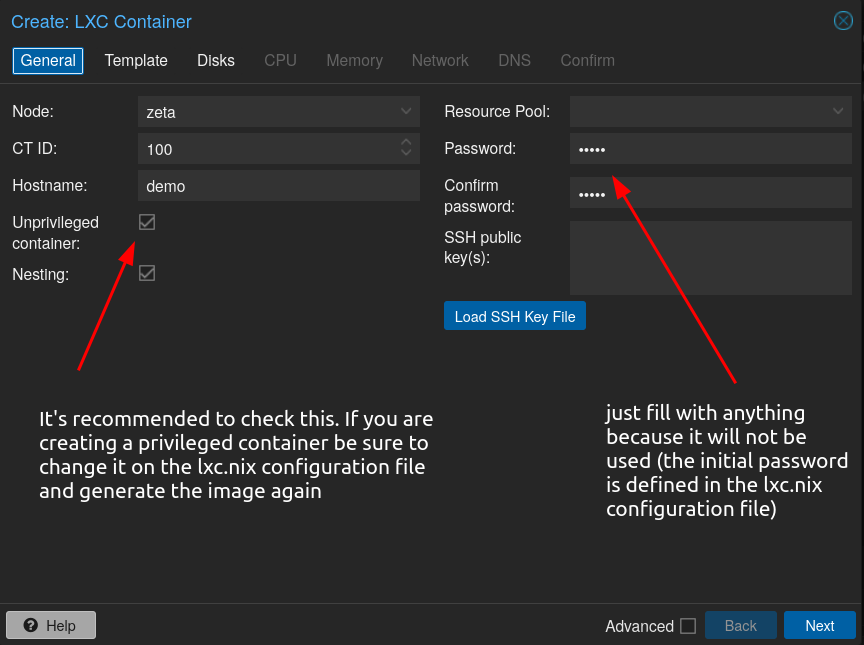 Create: LXC Container
General Template Disks CPU Memory Network DNS Confirm
Node: zeta
CT ID: 100
Hostname: demo
Unprivileged
container:
Nesting:
Resource Pool:
Password: •••••
Confirm
password: •••••
SSH public
key(s):
Load SSH Key File
It's recommended to check this. If you are
creating a privileged container be sure to
change it on the lxc.nix configuration file
and generate the image again
just fill with anything
because it will not be
used (the initial password
is defined in the lxc.nix
configuration file)
Help
Advanced Back Next